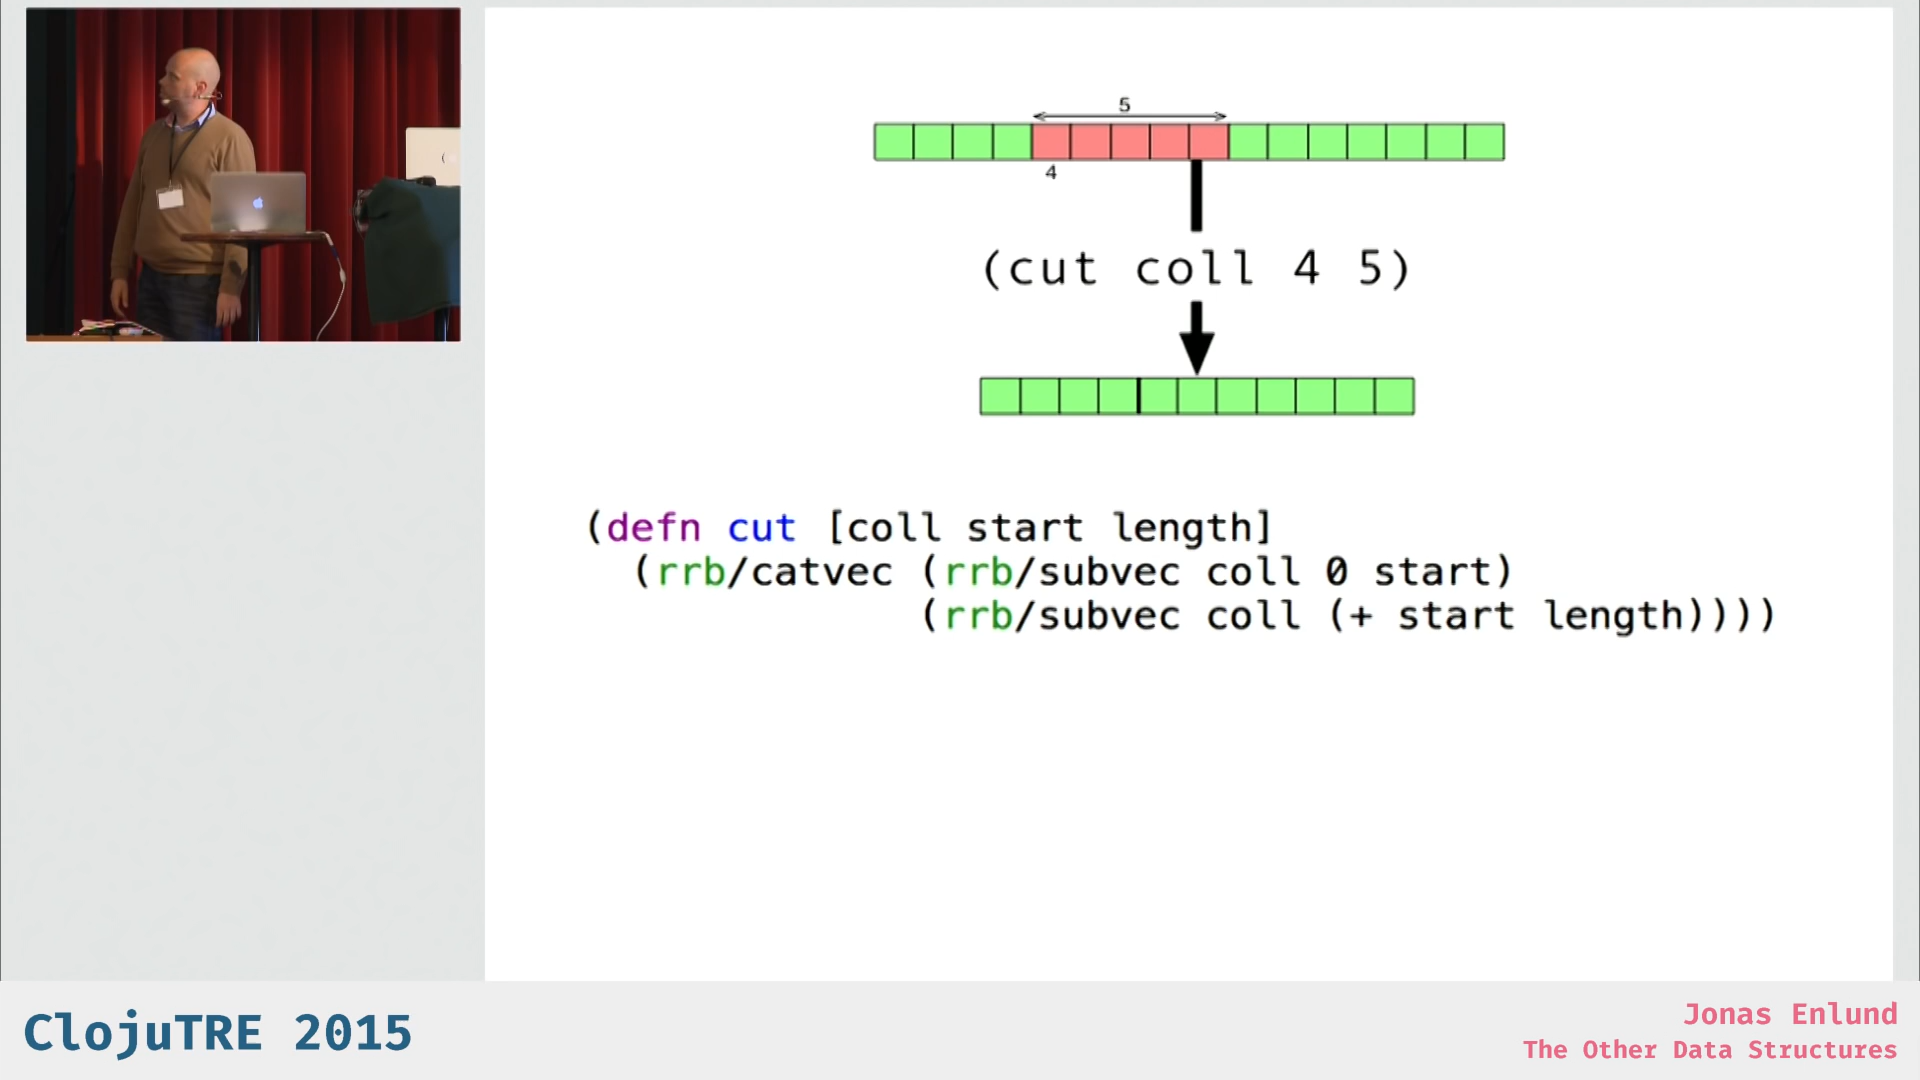 5
4
(cut coll 4 5)
(defn cut [coll start length]
(rrb/catvec (rrb/subvec coll 0 start)
(rrb/subvec coll (+ start length))))
ClojuTRE 2015
Jonas Enlund
The Other Data Structures